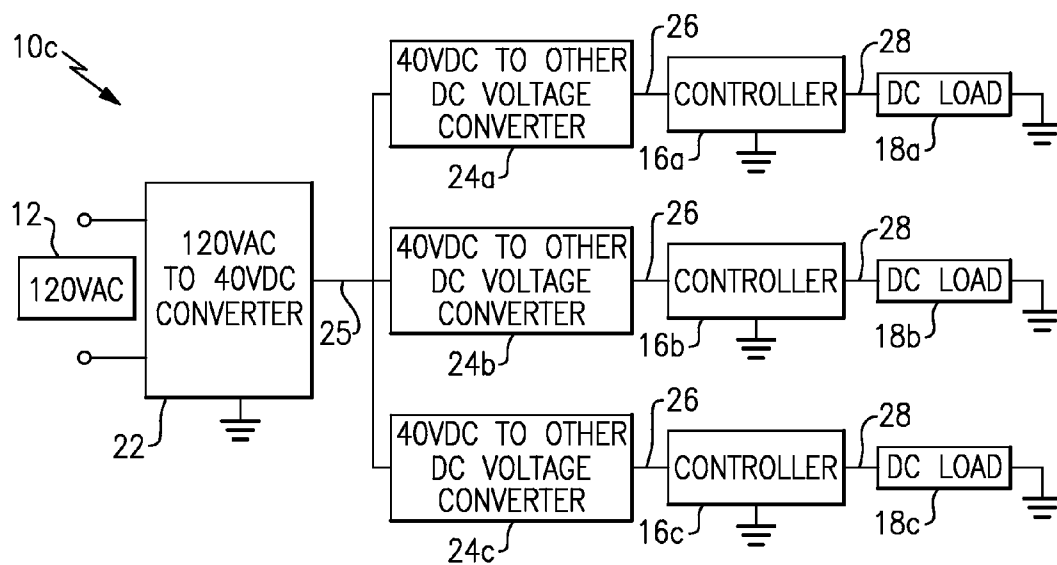 10c
12
120VAC
120VAC
TO 40VDC
CONVERTER
22
25
40VDC TO OTHER
DC VOLTAGE
CONVERTER
24a
26
CONTROLLER
16a
28
DC LOAD
18a
40VDC TO OTHER
DC VOLTAGE
CONVERTER
24b
26
CONTROLLER
16b
28
DC LOAD
18b
40VDC TO OTHER
DC VOLTAGE
CONVERTER
24c
26
CONTROLLER
16c
28
DC LOAD
18c